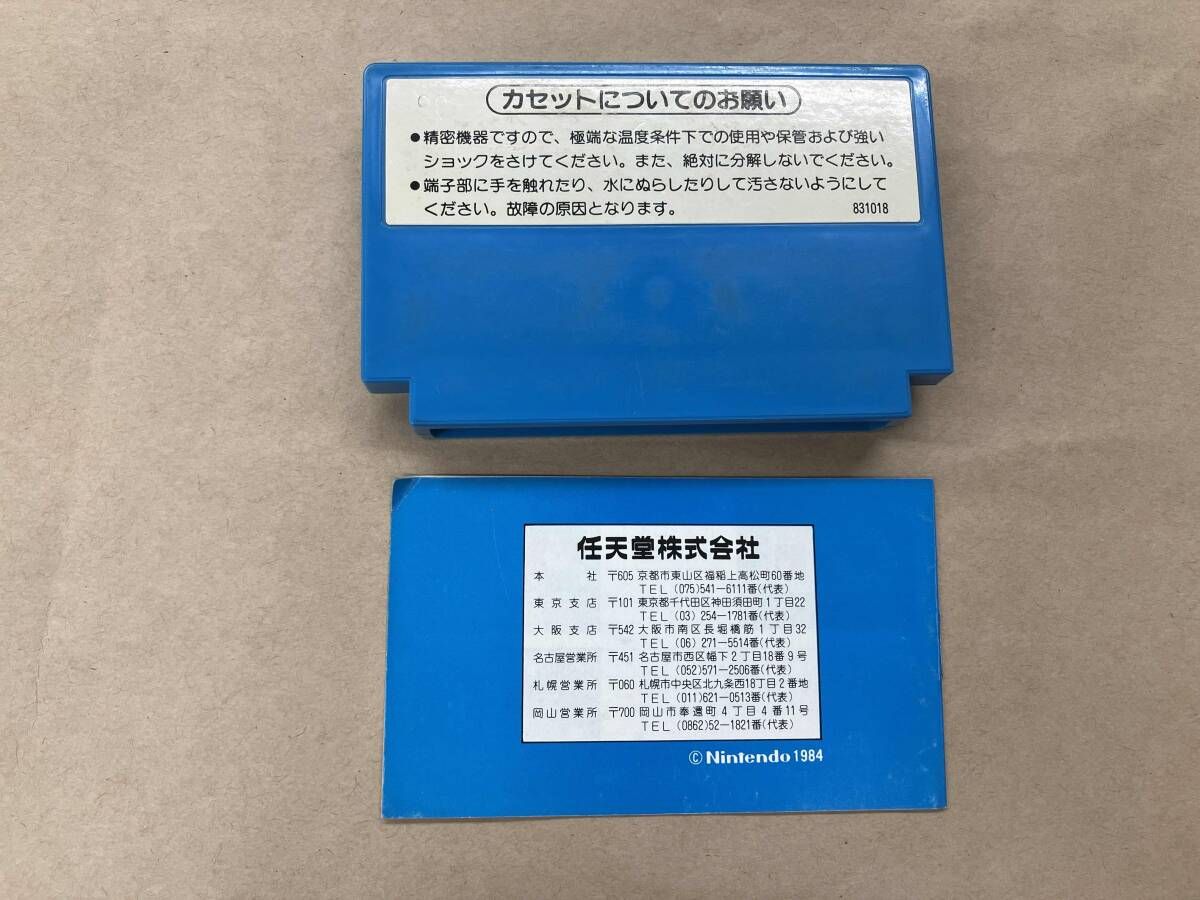 カセットについてのお願い
●精密機器ですので、極端な温度条件下での使用や保管および強い
ショックをさけてください。また、絶対に分解しないでください。
●端子部に手を触れたり、水にぬらしたりして汚さないようにして
ください。故障の原因となります。 831018
任天堂株式会社
本社 〒605 京都市東山区福稲上高松町60番地
TEL (075)541-6111番(代表)
東京支店 〒101 東京都千代田区神田須田町1丁目22
TEL (03) 254-1781番(代表)
大阪支店 〒542 大阪市南区長堀橋筋1丁目32
TEL (06) 271-5514番(代表)
名古屋営業所 〒451 名古屋市西区幅下2丁目18番9号
TEL (052)571-2506番(代表)
札幌営業所 〒060 札幌市中央区北九条西18丁目2番地
TEL (011)621-0513番(代表)
岡山営業所 〒700 岡山市奉還町4丁目4番11号
TEL (0862)52-1821番(代表)
©Nintendo 1984